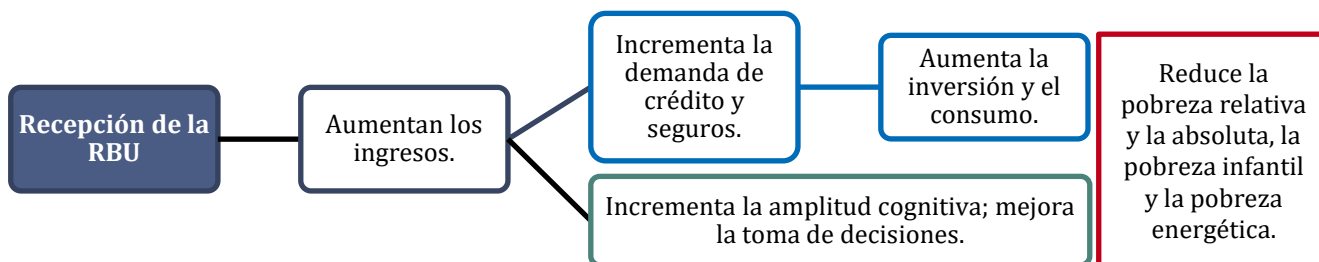 Recepción de la
RBU
Aumentan los
ingresos.
Incrementa la
demanda de
crédito y
seguros.
Aumenta la
inversión y el
consumo.
Incrementa la amplitud cognitiva; mejora
la toma de decisiones.
Reduce la
pobreza relativa
y la absoluta, la
pobreza infantil
y la pobreza
energética.